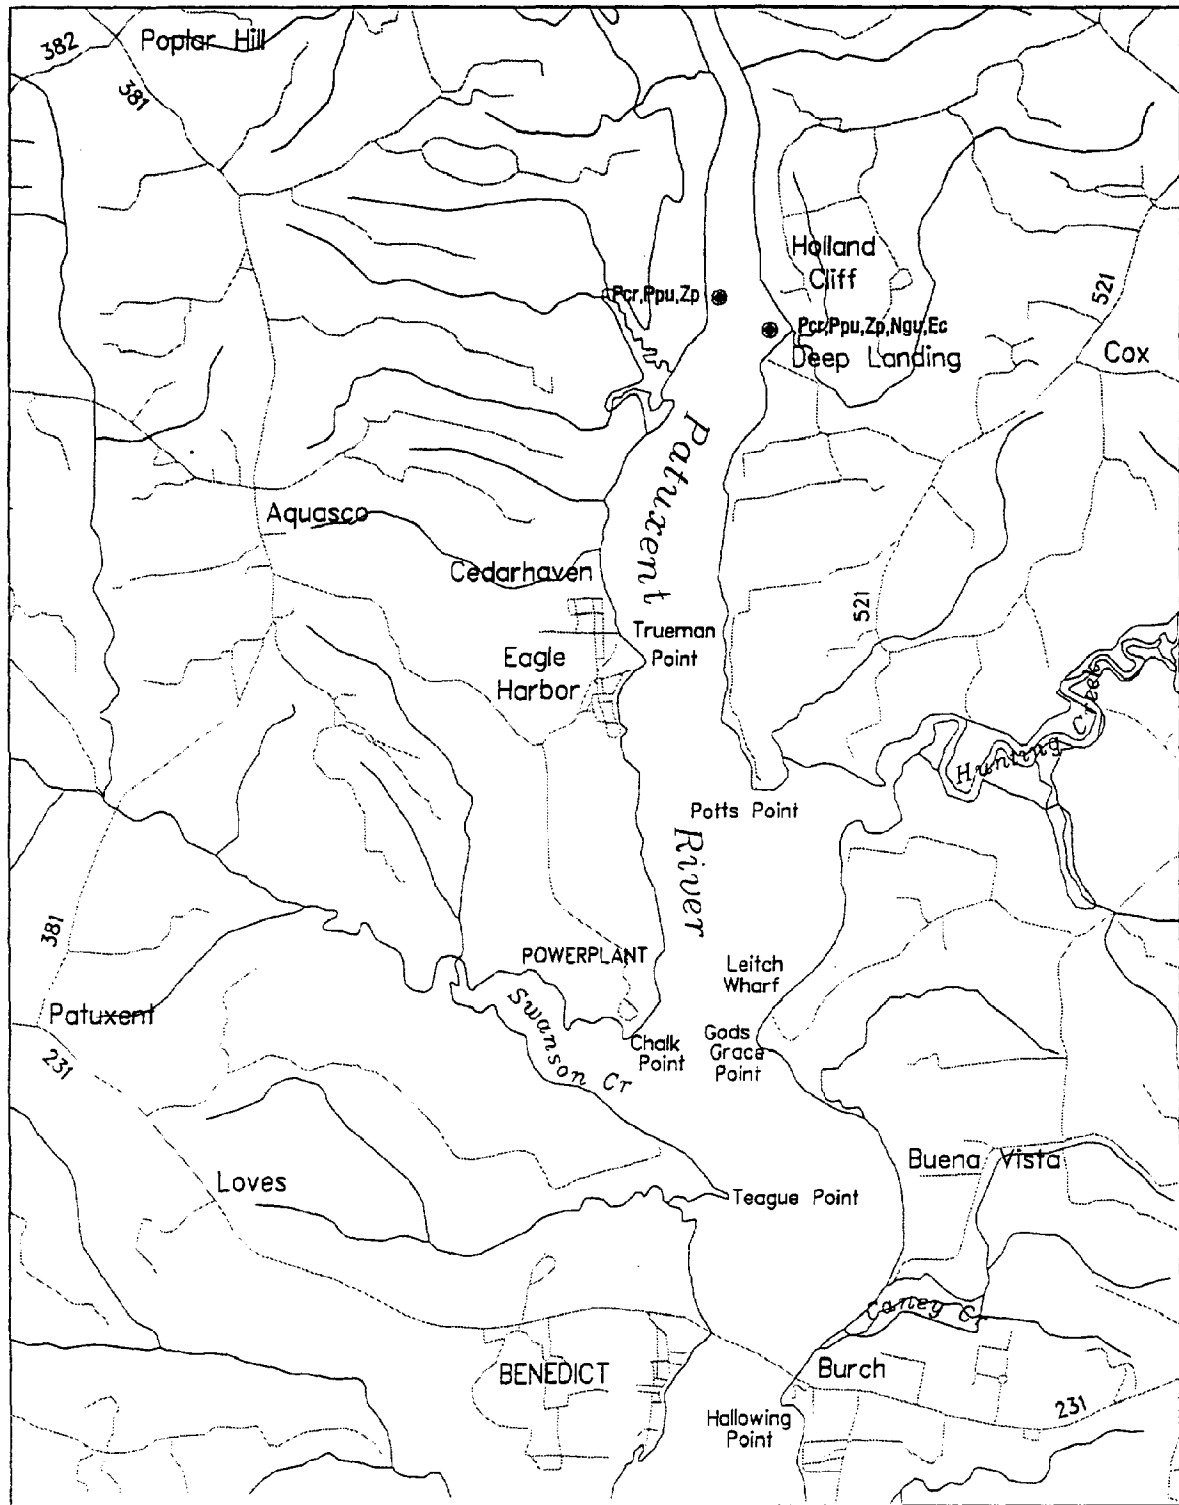 382
Poplar Hill
381
Holland
Cliff
521
Pcr,Ppu,Zp
Pcr,Ppu,Zp,Ngu,Ec
Deep Landing
Cox
Patuxent
Aquasco
Cedarhaven
521
Trueman
Point
Eagle
Harbor
Hunting Creek
Potts Point
River
381
POWERPLANT
Leitch
Wharf
Swanson Cr
Patuxent
231
Chalk
Point
Gods
Grace
Point
Buena Vista
Loves
Teague Point
Caney C
BENEDICT
Burch
231
Hallowing
Point